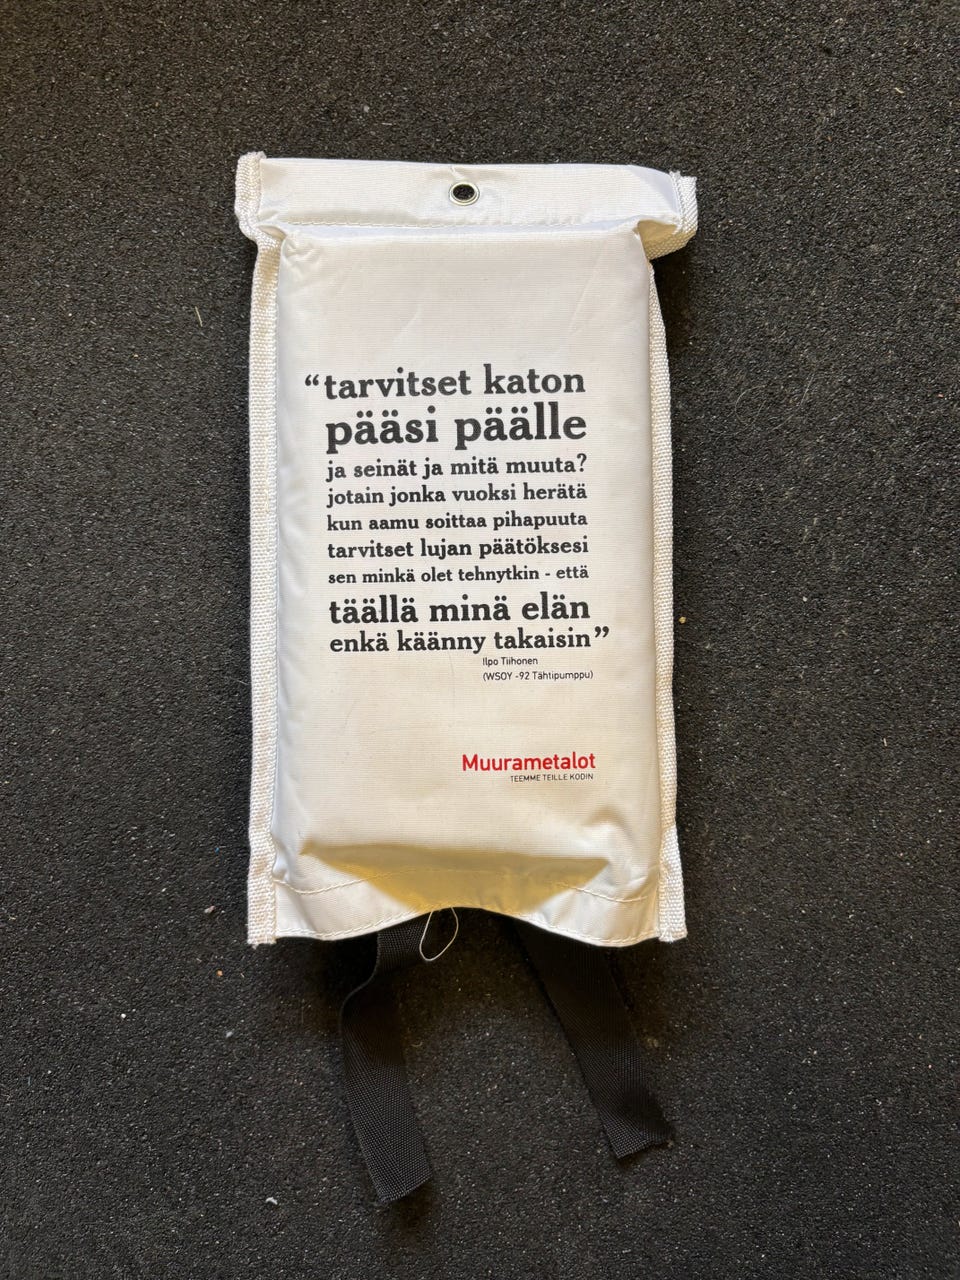 “tarvitset katon
pääsi päälle
ja seinät ja mitä muuta?
jotain jonka vuoksi herätä
kun aamu soittaa pihapuuta
tarvitset lujan päätöksesi
sen minkä olet tehnytkin - että
täällä minä elän
enkä käänny takaisin”
Ilpo Tiihonen
(WSOY -92 Tähtipumppu)
Muurametalot
TEEMME TEILLE KODIN